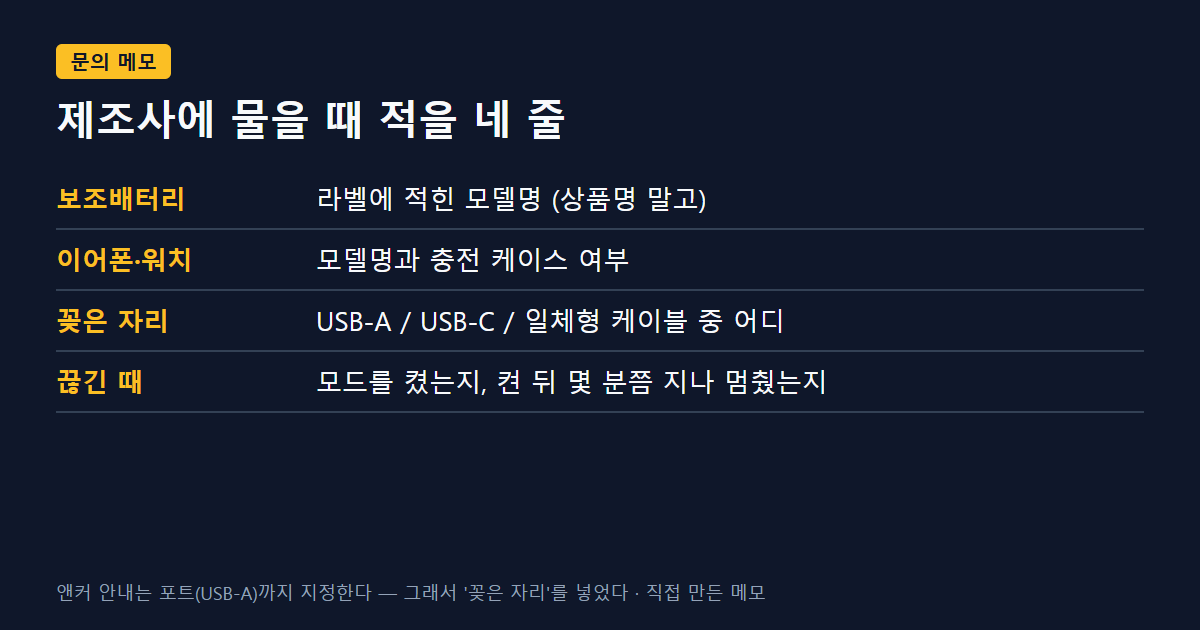 문의 메모
제조사에 물을 때 적을 네 줄
보조배터리 라벨에 적힌 모델명 (상품명 말고)
이어폰·워치 모델명과 충전 케이스 여부
꽂은 자리 USB-A / USB-C / 일체형 케이블 중 어디
끊긴 때 모드를 켰는지, 켠 뒤 몇 분쯤 지나 멈췄는지
앤커 안내는 포트(USB-A)까지 지정한다 — 그래서 '꽂은 자리'를 넣었다 · 직접 만든 메모